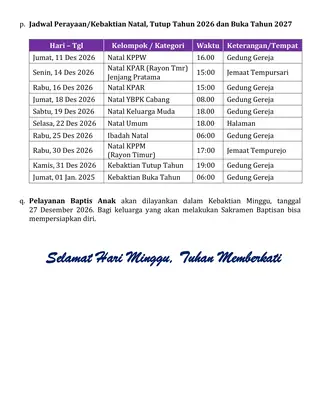 p. Jadwal Perayaan/Kebaktian Natal, Tutup Tahun 2026 dan Buka Tahun 2027
Hari – Tgl Kelompok / Kategori Waktu Keterangan/Tempat
Jumat, 11 Des 2026 Natal KPPW 16.00 Gedung Gereja
Senin, 14 Des 2026 Natal KPAR (Rayon Tmr) Jenjang Pratama 15:00 Jemaat Tempursari
Rabu, 16 Des 2026 Natal KPAR 15:00 Gedung Gereja
Jumat, 18 Des 2026 Natal YBPK Cabang 08.00 Gedung Gereja
Sabtu, 19 Des 2026 Natal Keluarga Muda 18.00 Gedung Gereja
Selasa, 22 Des 2026 Natal Umum 18.00 Halaman
Rabu, 25 Des 2026 Ibadah Natal 06:00 Gedung Gereja
Rabu, 30 Des 2026 Natal KPPM (Rayon Timur) 17:00 Jemaat Tempurejo
Kamis, 31 Des 2026 Kebaktian Tutup Tahun 19:00 Gedung Gereja
Jumat, 01 Jan. 2025 Kebaktian Buka Tahun 06:00 Gedung Gereja
q. Pelayanan Baptis Anak akan dilayankan dalam Kebaktian Minggu, tanggal
27 Desember 2026. Bagi keluarga yang akan melakukan Sakramen Baptisan bisa
mempersiapkan diri.
Selamat Hari Minggu, Tuhan Memberkati